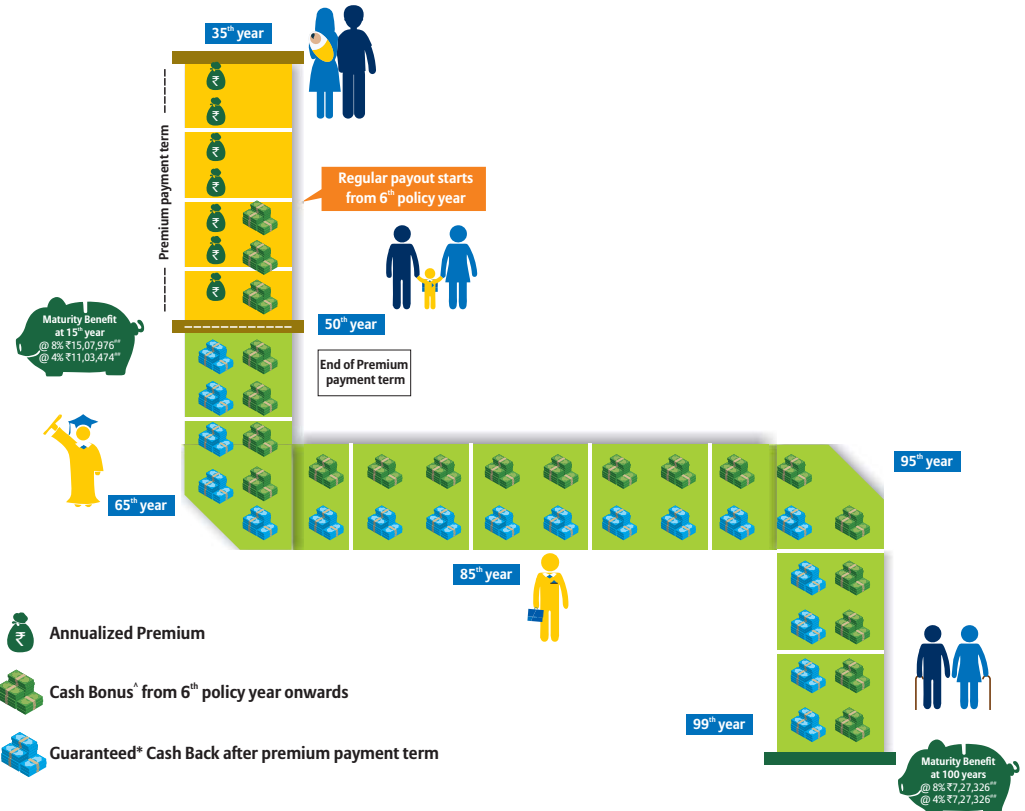 35th year
Premium payment term
Regular payout starts
from 6th policy year
Maturity Benefit
at 15th year
@ 8% ₹15,07,976##
@ 4% ₹11,03,474##
50th year
End of Premium
payment term
65th year
95th year
85th year
₹ Annualized Premium
Cash Bonus^ from 6th policy year onwards
99th year
Guaranteed* Cash Back after premium payment term
Maturity Benefit
at 100 years
@ 8% ₹7,27,326##
@ 4% ₹7,27,326##